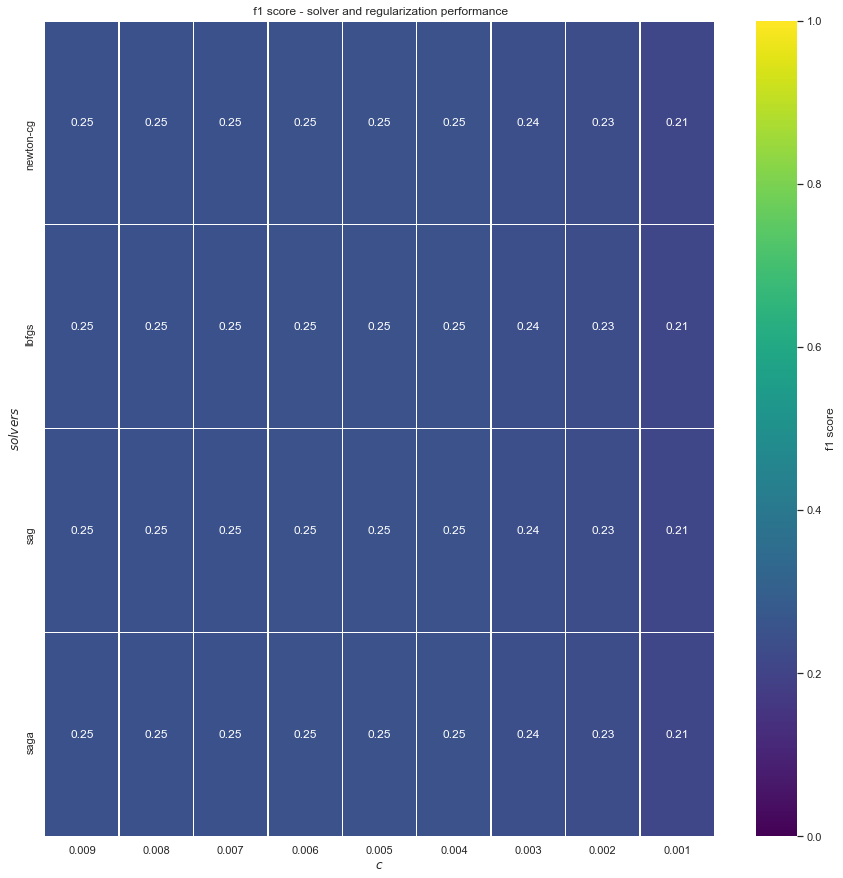 f1 score - solver and regularization performance
newton-cg
0.25 0.25 0.25 0.25 0.25 0.25 0.24 0.23 0.21
lbfgs
0.25 0.25 0.25 0.25 0.25 0.25 0.24 0.23 0.21
solvers
sag
0.25 0.25 0.25 0.25 0.25 0.25 0.24 0.23 0.21
saga
0.25 0.25 0.25 0.25 0.25 0.25 0.24 0.23 0.21
0.009 0.008 0.007 0.006 0.005 0.004 0.003 0.002 0.001
c
1.0
0.8
0.6
0.4
0.2
0.0
f1 score